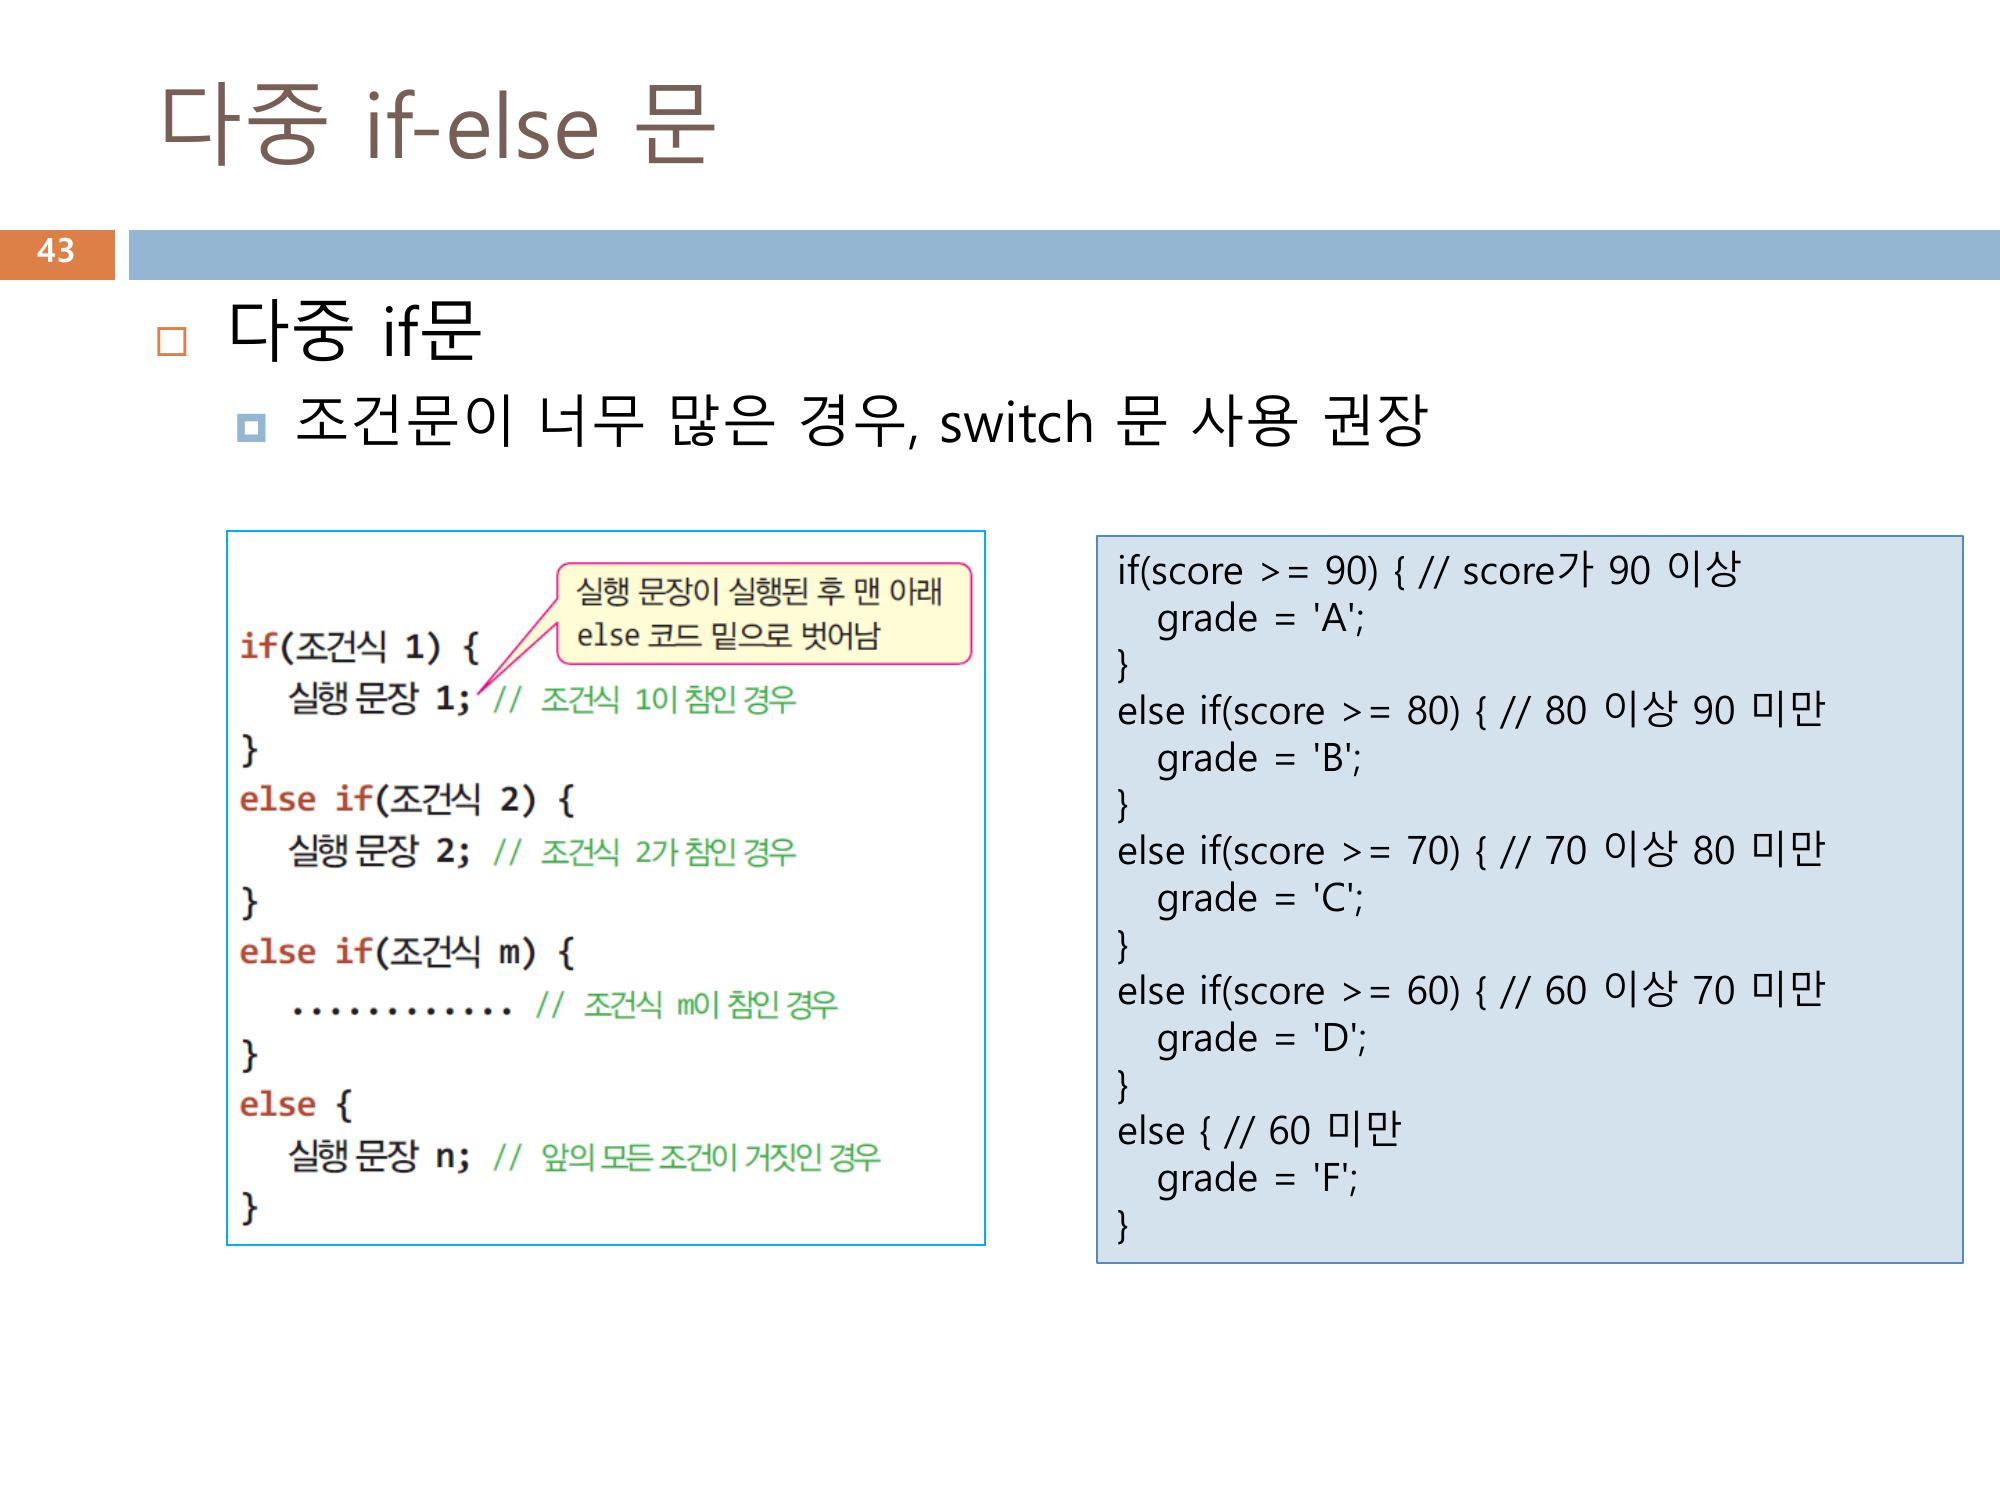 다중 if-else 문
43
다중 if문
조건문이 너무 많은 경우, switch 문 사용 권장
실행 문장이 실행된 후 맨 아래
else 코드 밑으로 벗어남
if(조건식 1) {
실행 문장 1; // 조건식 1이 참인 경우
}
else if(조건식 2) {
실행 문장 2; // 조건식 2가 참인 경우
}
else if(조건식 m) {
............ // 조건식 m이 참인 경우
}
else {
실행 문장 n; // 앞의 모든 조건이 거짓인 경우
}
if(score >= 90) { // score가 90 이상
grade = 'A';
}
else if(score >= 80) { // 80 이상 90 미만
grade = 'B';
}
else if(score >= 70) { // 70 이상 80 미만
grade = 'C';
}
else if(score >= 60) { // 60 이상 70 미만
grade = 'D';
}
else { // 60 미만
grade = 'F';
}